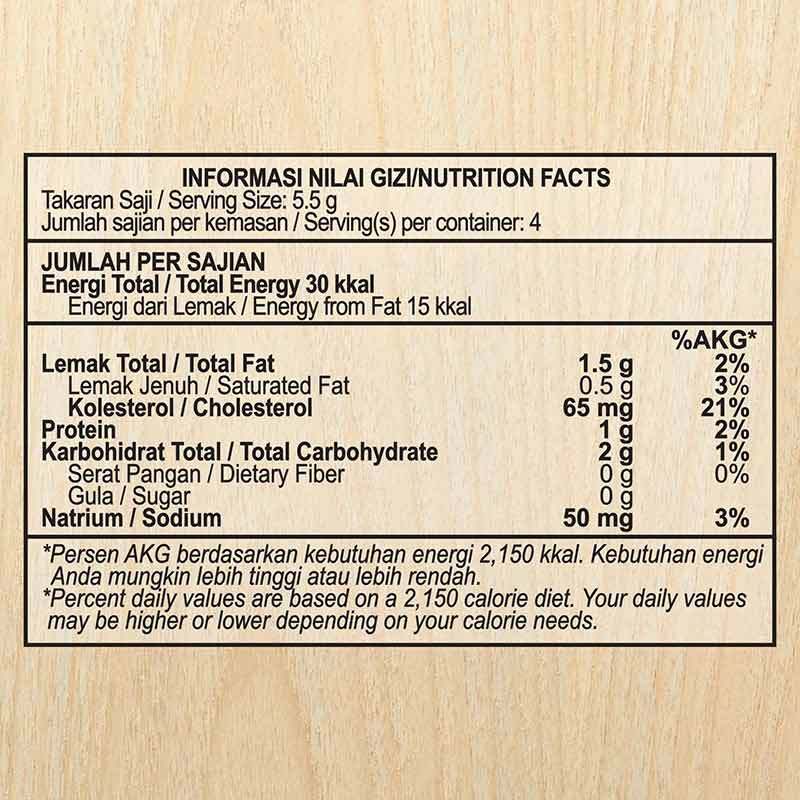 INFORMASI NILAI GIZI/NUTRITION FACTS
Takaran Saji / Serving Size: 5.5 g
Jumlah sajian per kemasan / Serving(s) per container: 4
JUMLAH PER SAJIAN
Energi Total / Total Energy 30 kkal
Energi dari Lemak / Energy from Fat 15 kkal
%AKG*
Lemak Total / Total Fat 1.5 g 2%
Lemak Jenuh / Saturated Fat 0.5 g 3%
Kolesterol / Cholesterol 65 mg 21%
Protein 1 g 2%
Karbohidrat Total / Total Carbohydrate 2 g 1%
Serat Pangan / Dietary Fiber 0 g 0%
Gula / Sugar 0 g
Natrium / Sodium 50 mg 3%
*Persen AKG berdasarkan kebutuhan energi 2,150 kkal. Kebutuhan energi
Anda mungkin lebih tinggi atau lebih rendah.
*Percent daily values are based on a 2,150 calorie diet. Your daily values
may be higher or lower depending on your calorie needs.